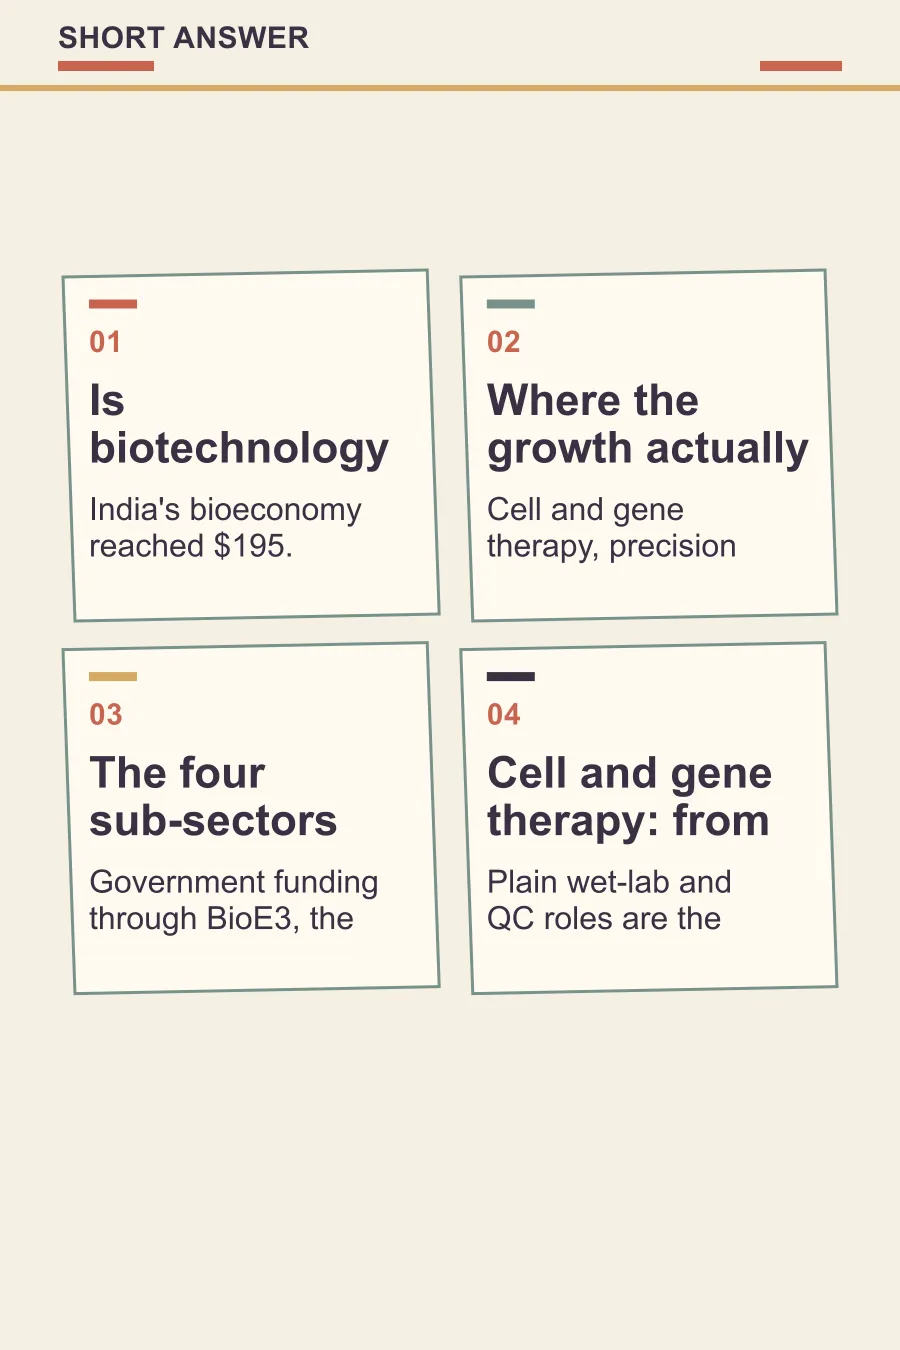 SHORT ANSWER
01
Is
biotechnology
India's bioeconomy
reached $195.
02
Where the
growth actually
Cell and gene
therapy, precision
03
The four
sub-sectors
Government funding
through BioE3, the
04
Cell and gene
therapy: from
Plain wet-lab and
QC roles are the